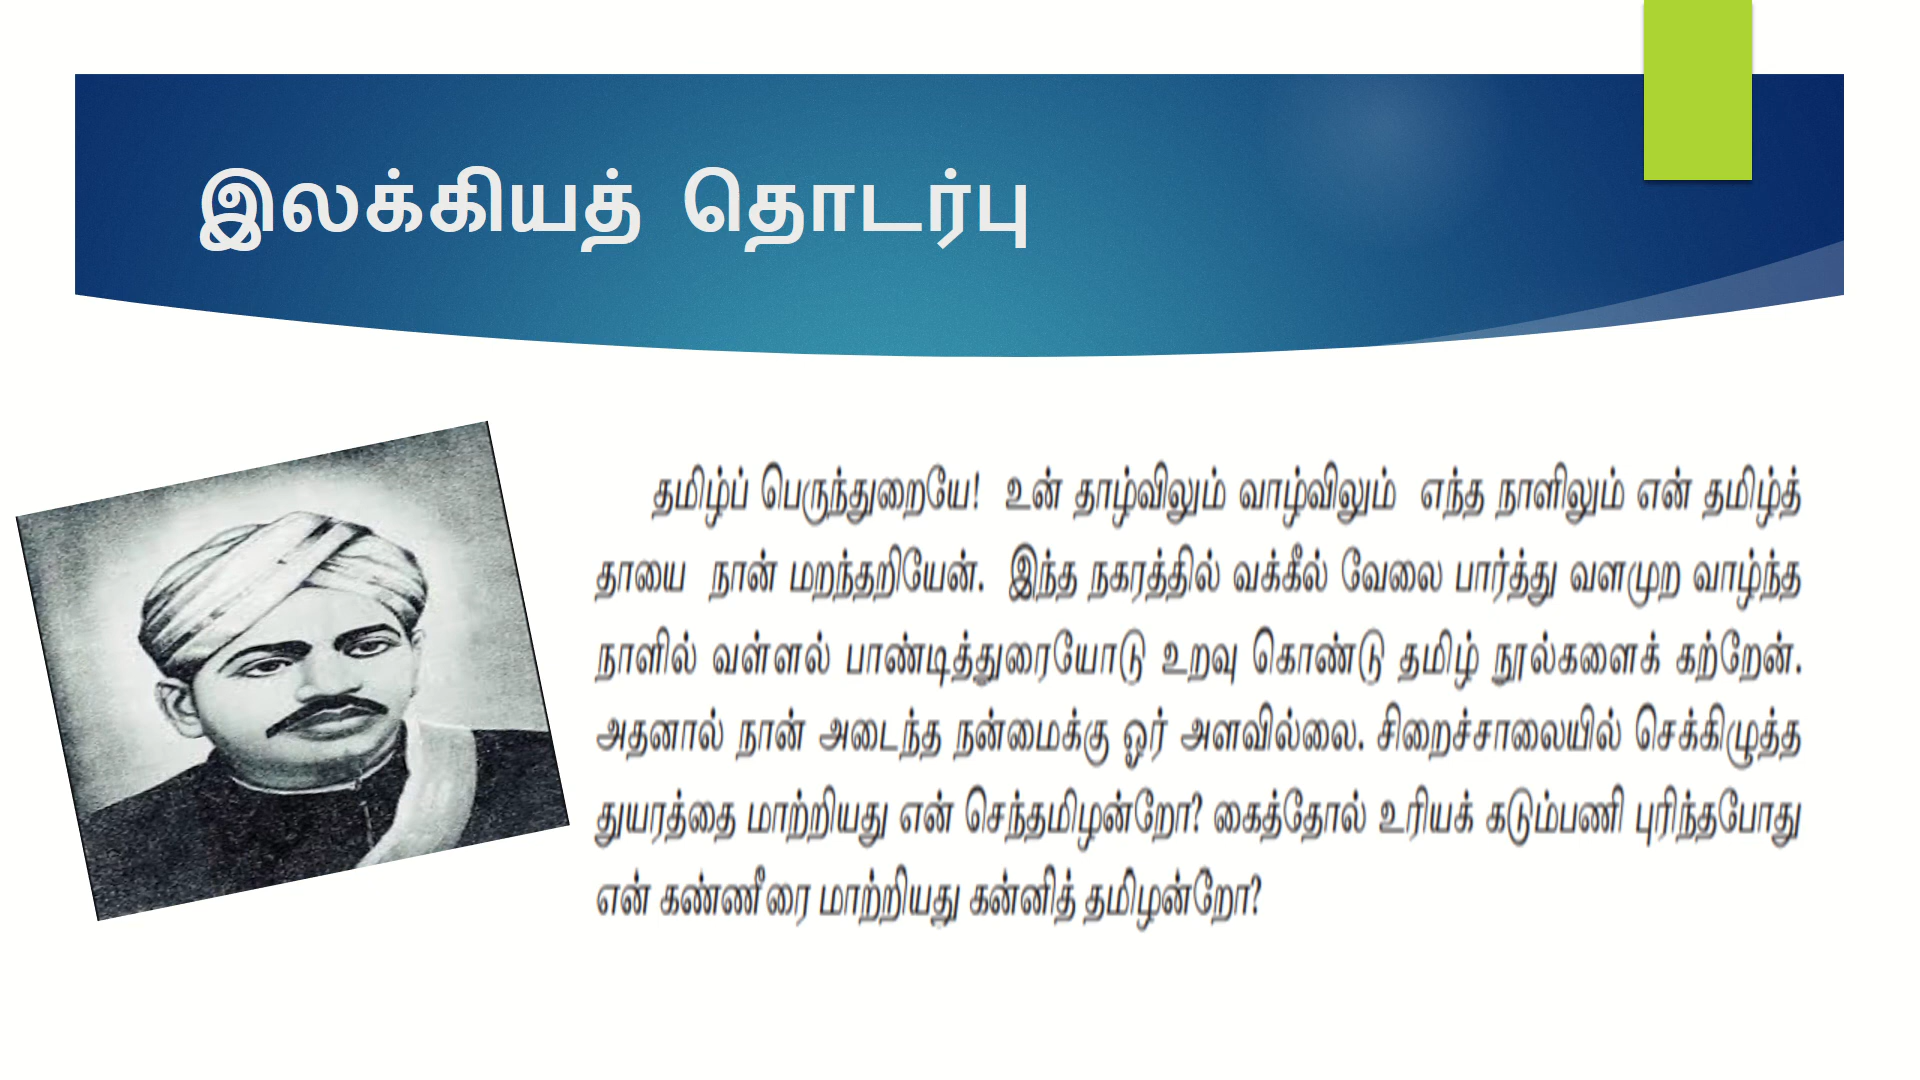 இலக்கியத் தொடர்பு
தமிழ்ப் பெருந்துறையே! உன் தாழ்விலும் வாழ்விலும் எந்த நாளிலும் என் தமிழ்த்
தாயை நான் மறந்தறியேன். இந்த நகரத்தில் வக்கீல் வேலை பார்த்து வளமுற வாழ்ந்த
நாளில் வள்ளல் பாண்டித்துரையோடு உறவு கொண்டு தமிழ் நூல்களைக் கற்றேன்.
அதனால் நான் அடைந்த நன்மைக்கு ஓர் அளவில்லை. சிறைச்சாலையில் செக்கிழுத்த
துயரத்தை மாற்றியது என் செந்தமிழன்றோ? கைத்தோல் உரியக் கடும்பணி புரிந்தபோது
என் கண்ணீரை மாற்றியது கன்னித் தமிழன்றோ?